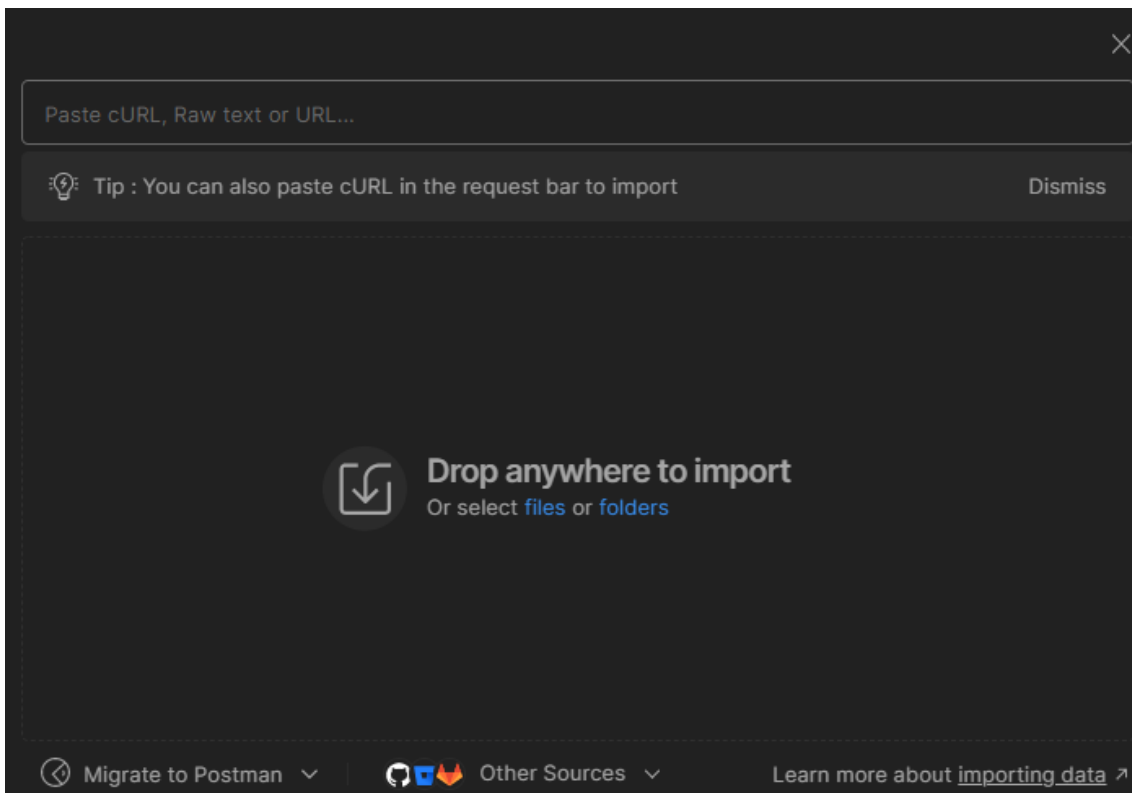 Paste cURL, Raw text or URL...
Tip : You can also paste cURL in the request bar to import Dismiss
Drop anywhere to import
Or select files or folders
Migrate to Postman Other Sources Learn more about importing data ↗